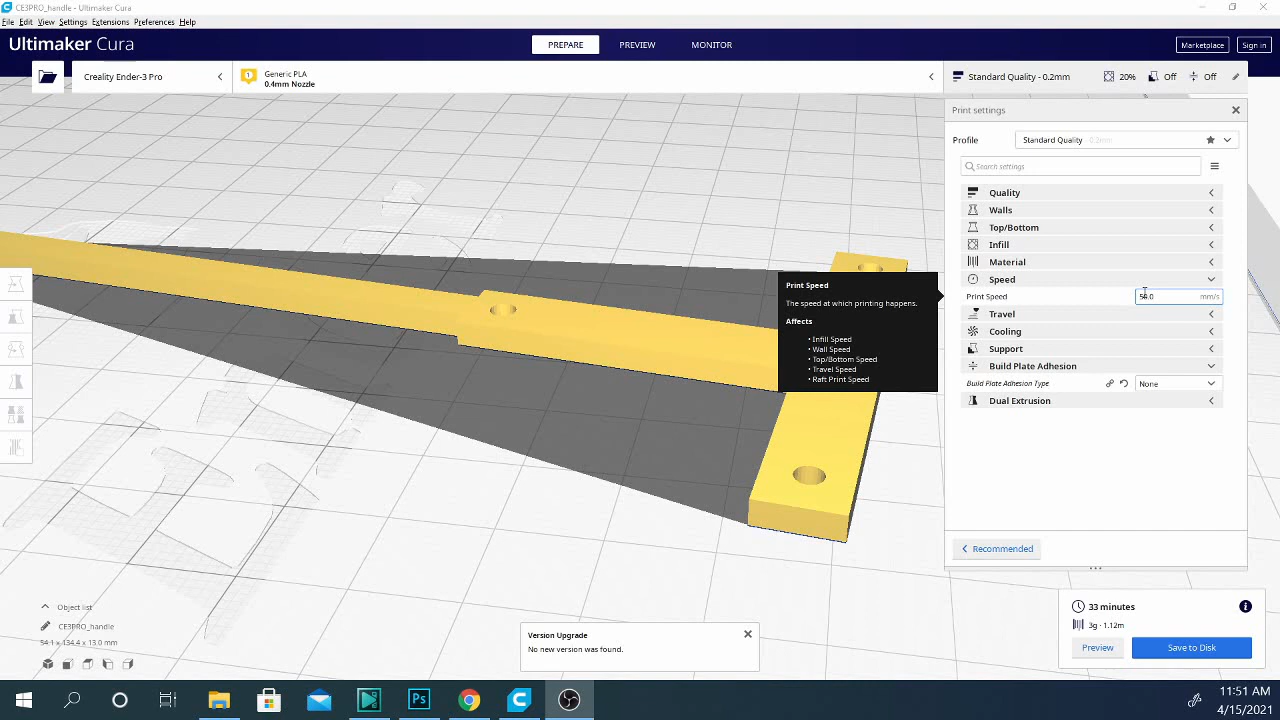 CE3PRO_handle - Ultimaker Cura
File Edit View Settings Extensions Preferences Help
Ultimaker Cura
PREPARE
PREVIEW
MONITOR
Marketplace
Sign in
Creality Ender-3 Pro
1
Generic PLA
0.4mm Nozzle
Standard Quality - 0.2mm
20%
Off
Off
Print settings
Profile
Standard Quality - 0.2mm
Search settings
Quality
Walls
Top/Bottom
Infill
Material
Speed
Print Speed
mm/s
Travel
Cooling
Support
Build Plate Adhesion
Build Plate Adhesion Type
None
Dual Extrusion
Recommended
Print Speed
The speed at which printing happens.
Affects
• Infill Speed
• Wall Speed
• Top/Bottom Speed
• Travel Speed
• Raft Print Speed
Object list
CE3PRO_handle
54.1 x 134.4 x 13.0 mm
Version Upgrade
No new version was found.
33 minutes
3g · 1.12m
Preview
Save to Disk
Ps
11:51 AM
4/15/2021